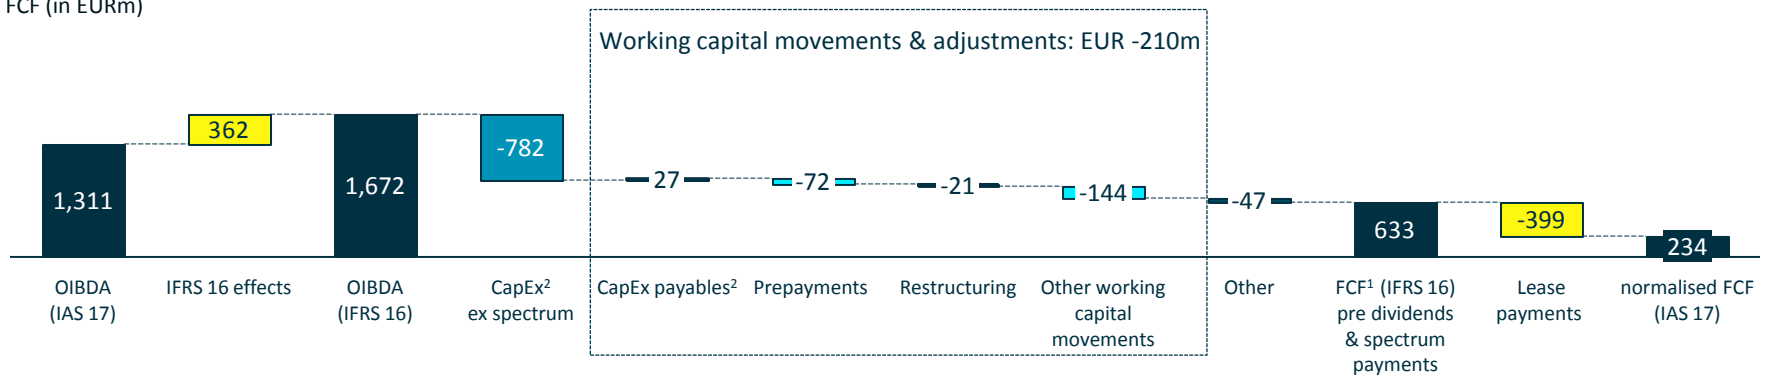 FCF (in EURm)
Working capital movements & adjustments: EUR -210m
1,311
362
1,672
-782
27
-72
-21
-144
-47
633
-399
234
OIBDA
(IAS 17)
IFRS 16 effects
OIBDA
(IFRS 16)
CapEx²
ex spectrum
CapEx payables²
Prepayments
Restructuring
Other working
capital
movements
Other
FCF¹ (IFRS 16)
pre dividends
& spectrum
payments
Lease
payments
normalised FCF
(IAS 17)